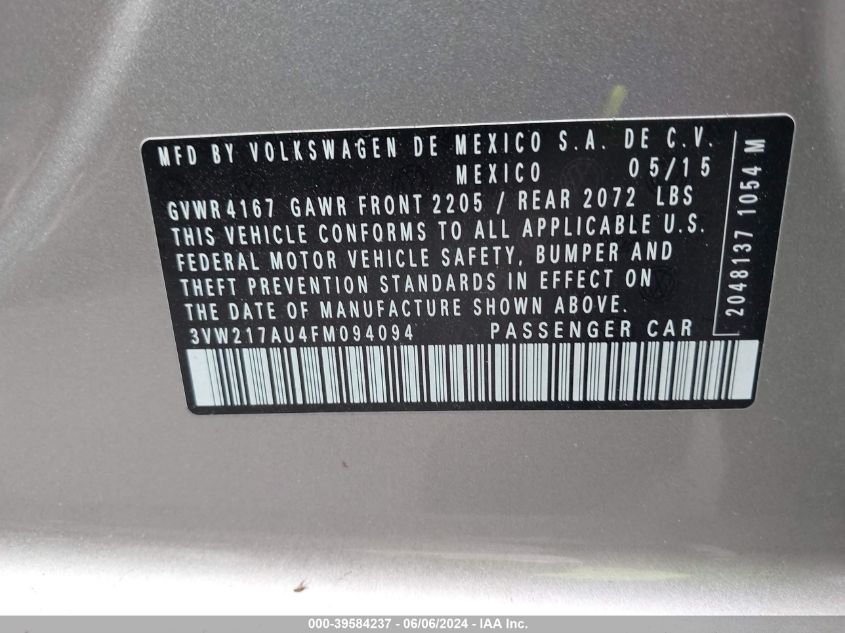 MFD BY VOLKSWAGEN DE MEXICO S.A. DE C.V.
MEXICO 05/15
GVWR4167 GAWR FRONT 2205 / REAR 2072 LBS
THIS VEHICLE CONFORMS TO ALL APPLICABLE U.S.
FEDERAL MOTOR VEHICLE SAFETY, BUMPER AND
THEFT PREVENTION STANDARDS IN EFFECT ON
THE DATE OF MANUFACTURE SHOWN ABOVE.
3VW217AU4FM094094 PASSENGER CAR
2048137 1054 M
000-39584237 - 06/06/2024 - IAA Inc.